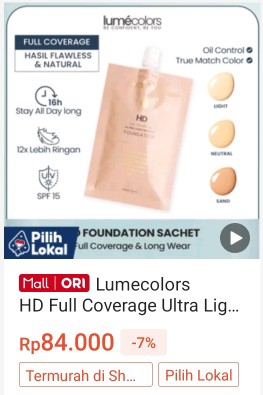 lumécolors
BE CONFIDENT, BE YOU
FULL COVERAGE
HASIL FLAWLESS
& NATURAL
Oil Control
True Match Color
16h
Stay All Day long
12x Lebih Ringan
UV
SPF 15
HD
FOUNDATION
LIGHT
NEUTRAL
SAND
Pilih
Lokal
D FOUNDATION SACHET
Full Coverage & Long Wear
Mall ORI Lumecolors
HD Full Coverage Ultra Lig...
Rp84.000 -7%
Termurah di Sh... Pilih Lokal